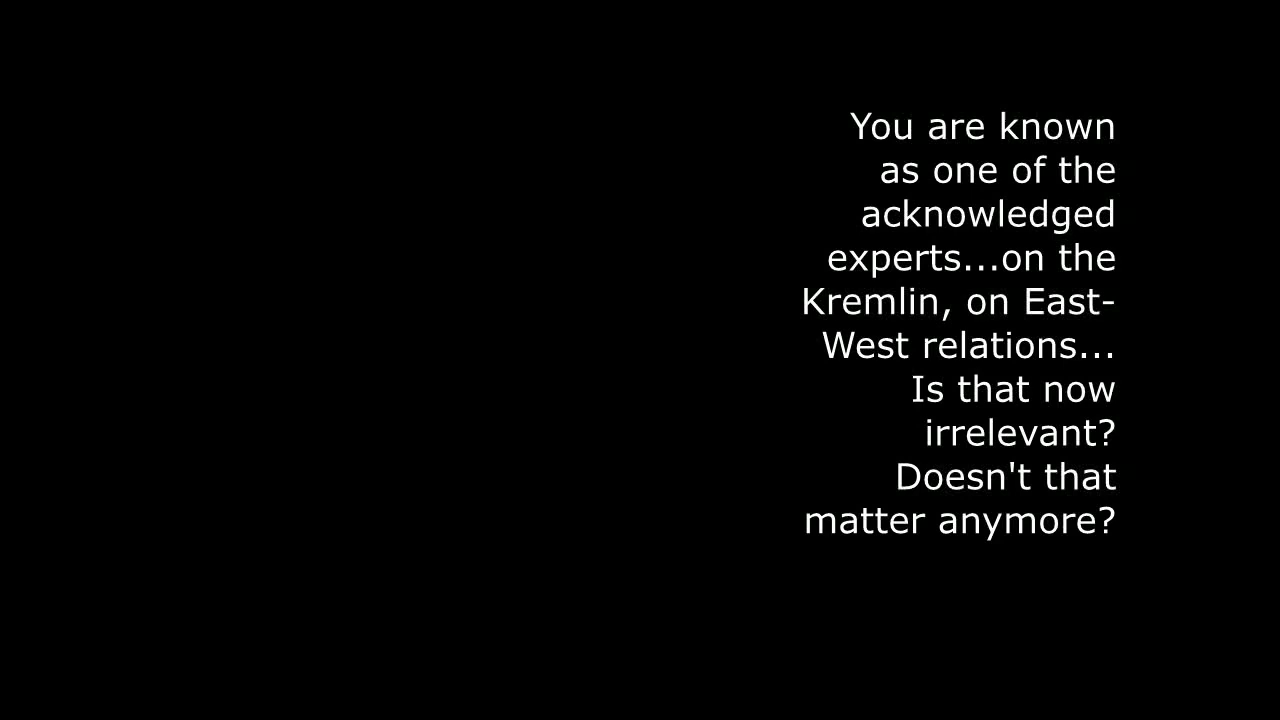 You are known
as one of the
acknowledged
experts...on the
Kremlin, on East-
West relations...
Is that now
irrelevant?
Doesn't that
matter anymore?